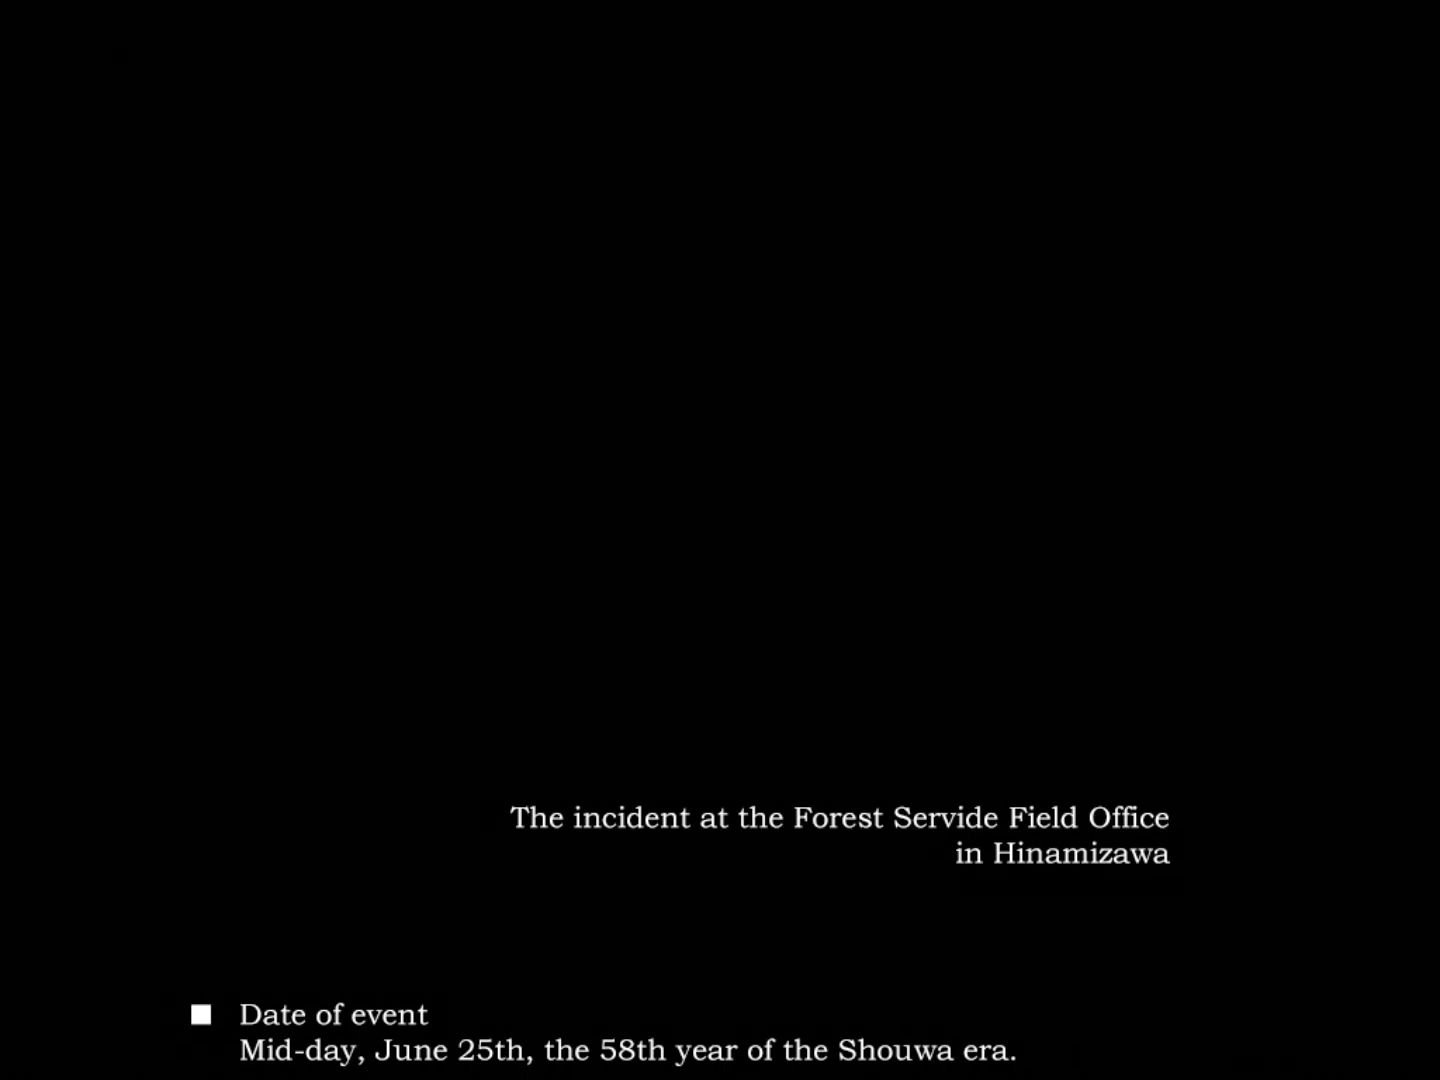 The incident at the Forest Servide Field Office
in Hinamizawa
■ Date of event
Mid-day, June 25th, the 58th year of the Shouwa era.